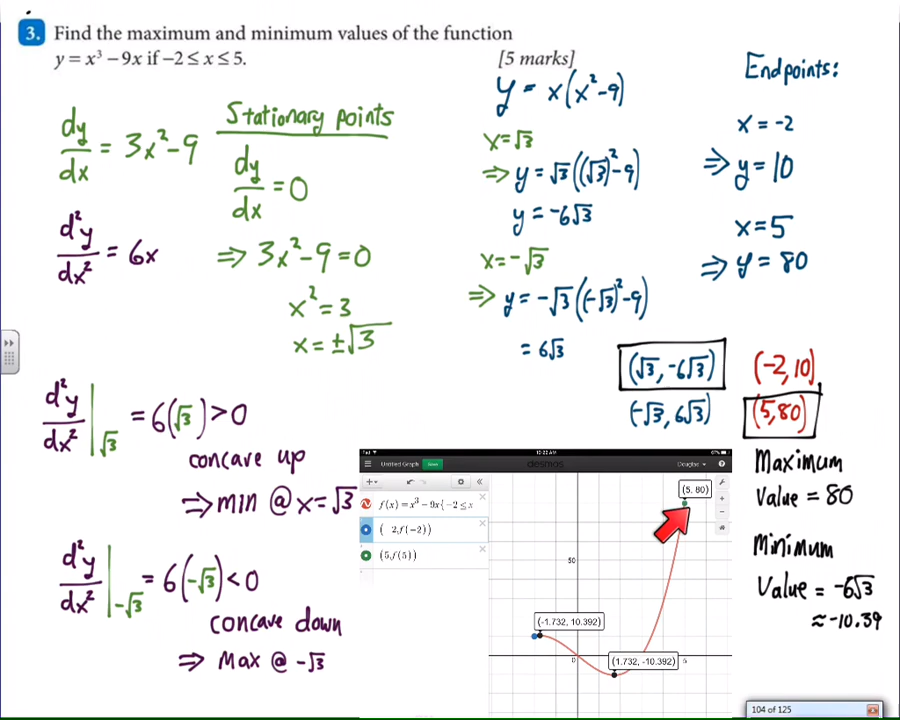 3. Find the maximum and minimum values of the function
y = x³ − 9x if −2 ≤ x ≤ 5. [5 marks]
dy/dx = 3x² − 9
d²y/dx² = 6x
Stationary points
dy/dx = 0
⇒ 3x² − 9 = 0
x² = 3
x = ±√3
y = x(x² − 9)
x = √3
⇒ y = √3((√3)² − 9)
y = −6√3
x = −√3
⇒ y = −√3((−√3)² − 9)
= 6√3
Endpoints:
x = −2
⇒ y = 10
x = 5
⇒ y = 80
(√3, −6√3)
(−√3, 6√3)
(−2, 10)
(5, 80)
d²y/dx² |√3 = 6(√3) > 0
concave up
⇒ min @ x = √3
d²y/dx² |−√3 = 6(−√3) < 0
concave down
⇒ Max @ −√3
Maximum
Value = 80
Minimum
Value = −6√3
≈ −10.39
Untitled Graph
desmos
Douglas
f(x) = x³ − 9x{−2 ≤ x
( 2, f(−2))
(5, f(5))
(5, 80)
50
(-1.732, 10.392)
0
(1.732, -10.392)
5
104 of 125